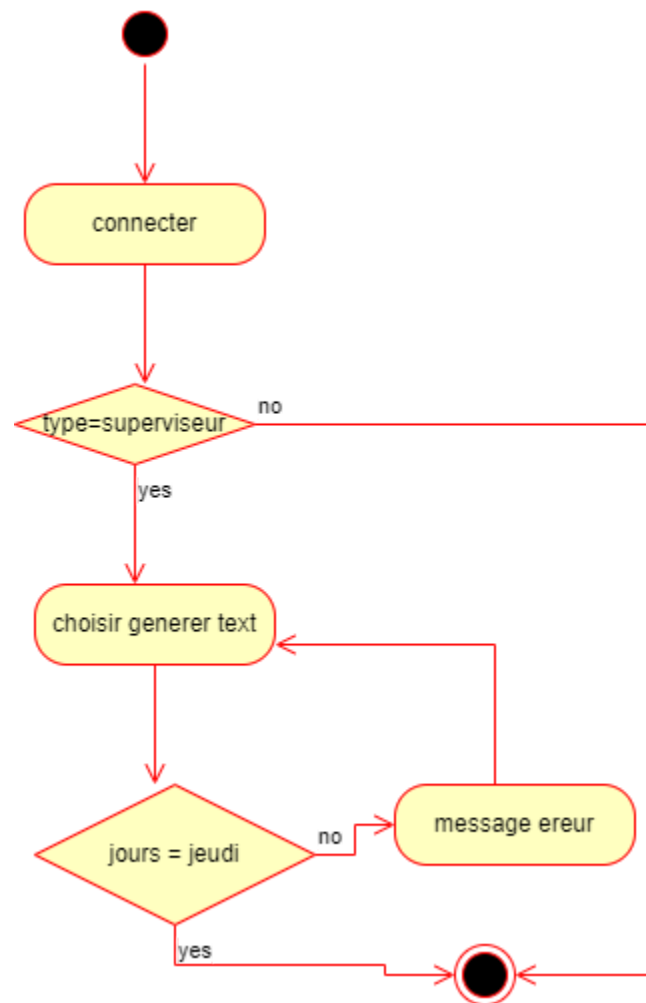 connecter
type=superviseur
no
yes
choisir generer text
jours = jeudi
no
message ereur
yes